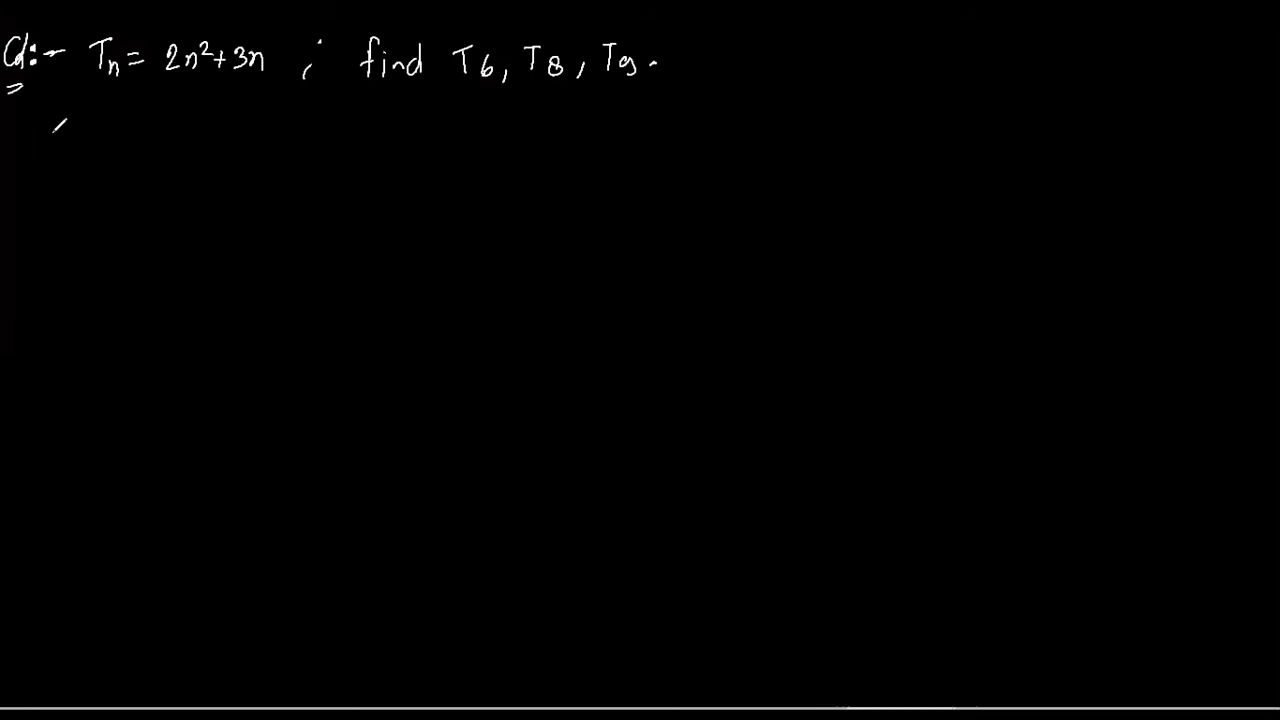 Q:- Tₙ = 2n²+3n ; find T₆, T₈, T₉.